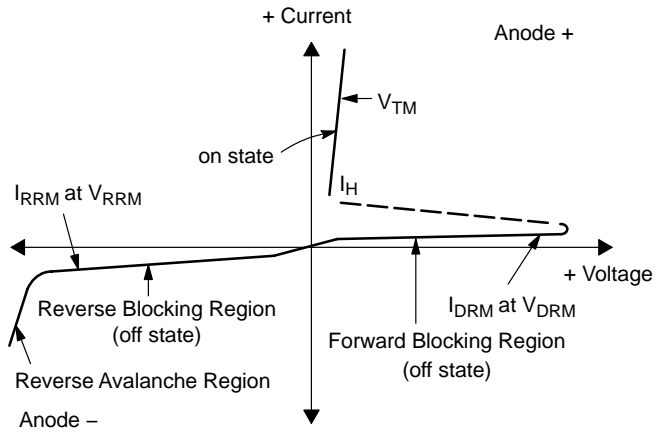 + Current
Anode +
V_TM
on state
I_H
I_RRM at V_RRM
+ Voltage
Reverse Blocking Region
(off state)
I_DRM at V_DRM
Forward Blocking Region
(off state)
Reverse Avalanche Region
Anode −